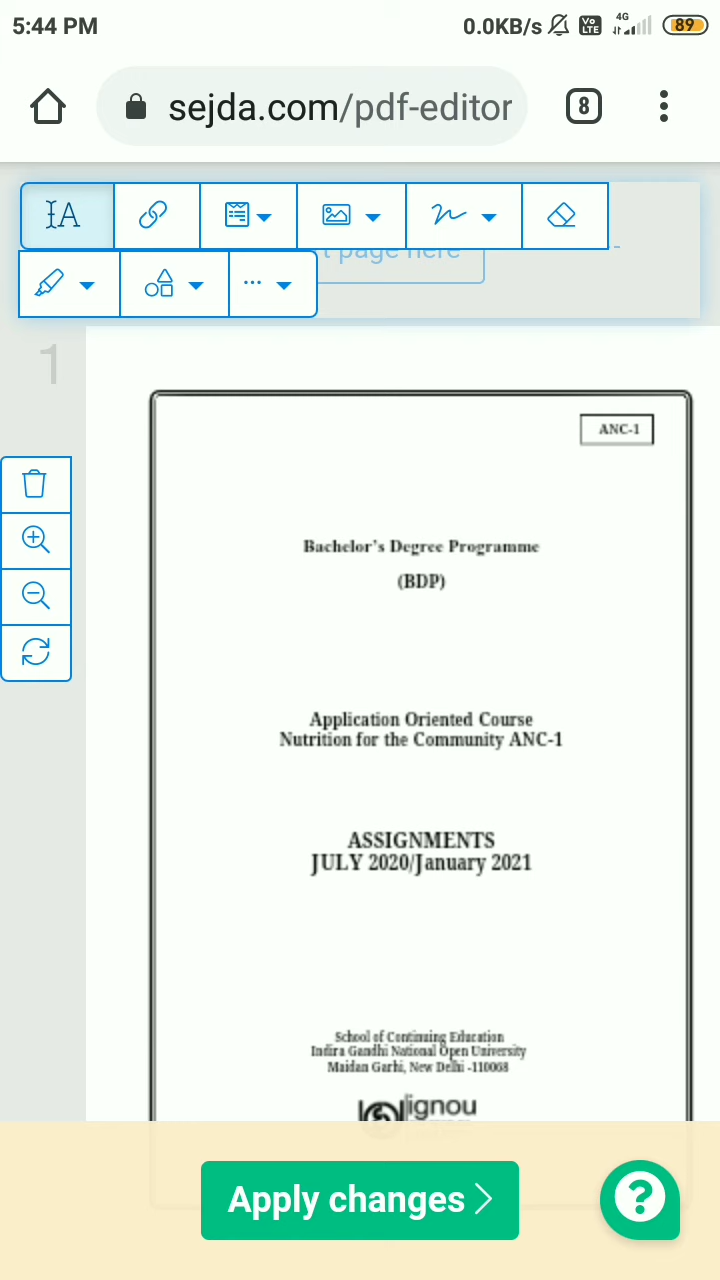 5:44 PM 0.0KB/s Vo LTE 4G 89
sejda.com/pdf-editor 8
A
t page here
1
ANC-1
Bachelor's Degree Programme
(BDP)
Application Oriented Course
Nutrition for the Community ANC-1
ASSIGNMENTS
JULY 2020/January 2021
School of Continuing Education
Indira Gandhi National Open University
Maidan Garhi, New Delhi -110068
ignou
Apply changes
?